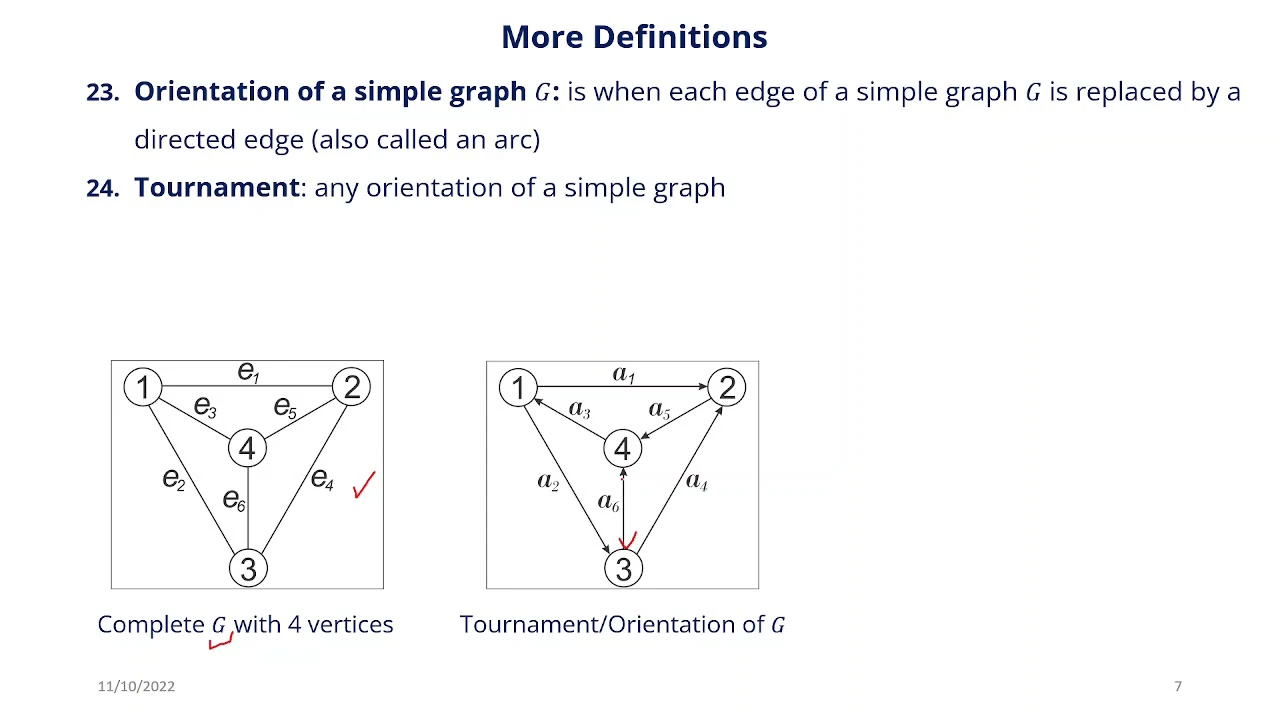 More Definitions
23. Orientation of a simple graph G: is when each edge of a simple graph G is replaced by a
directed edge (also called an arc)
24. Tournament: any orientation of a simple graph
1 e1 2
e3 e5
4
e2 e6 e4
3
1 a1 2
a3 a5
4
a2 a6 a4
3
Complete G with 4 vertices
Tournament/Orientation of G
11/10/2022
7